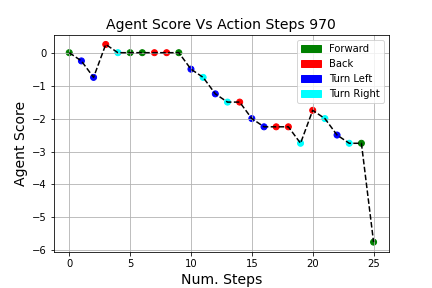 Agent Score Vs Action Steps 970
Agent Score
0
−1
−2
−3
−4
−5
−6
Forward
Back
Turn Left
Turn Right
0 5 10 15 20 25
Num. Steps